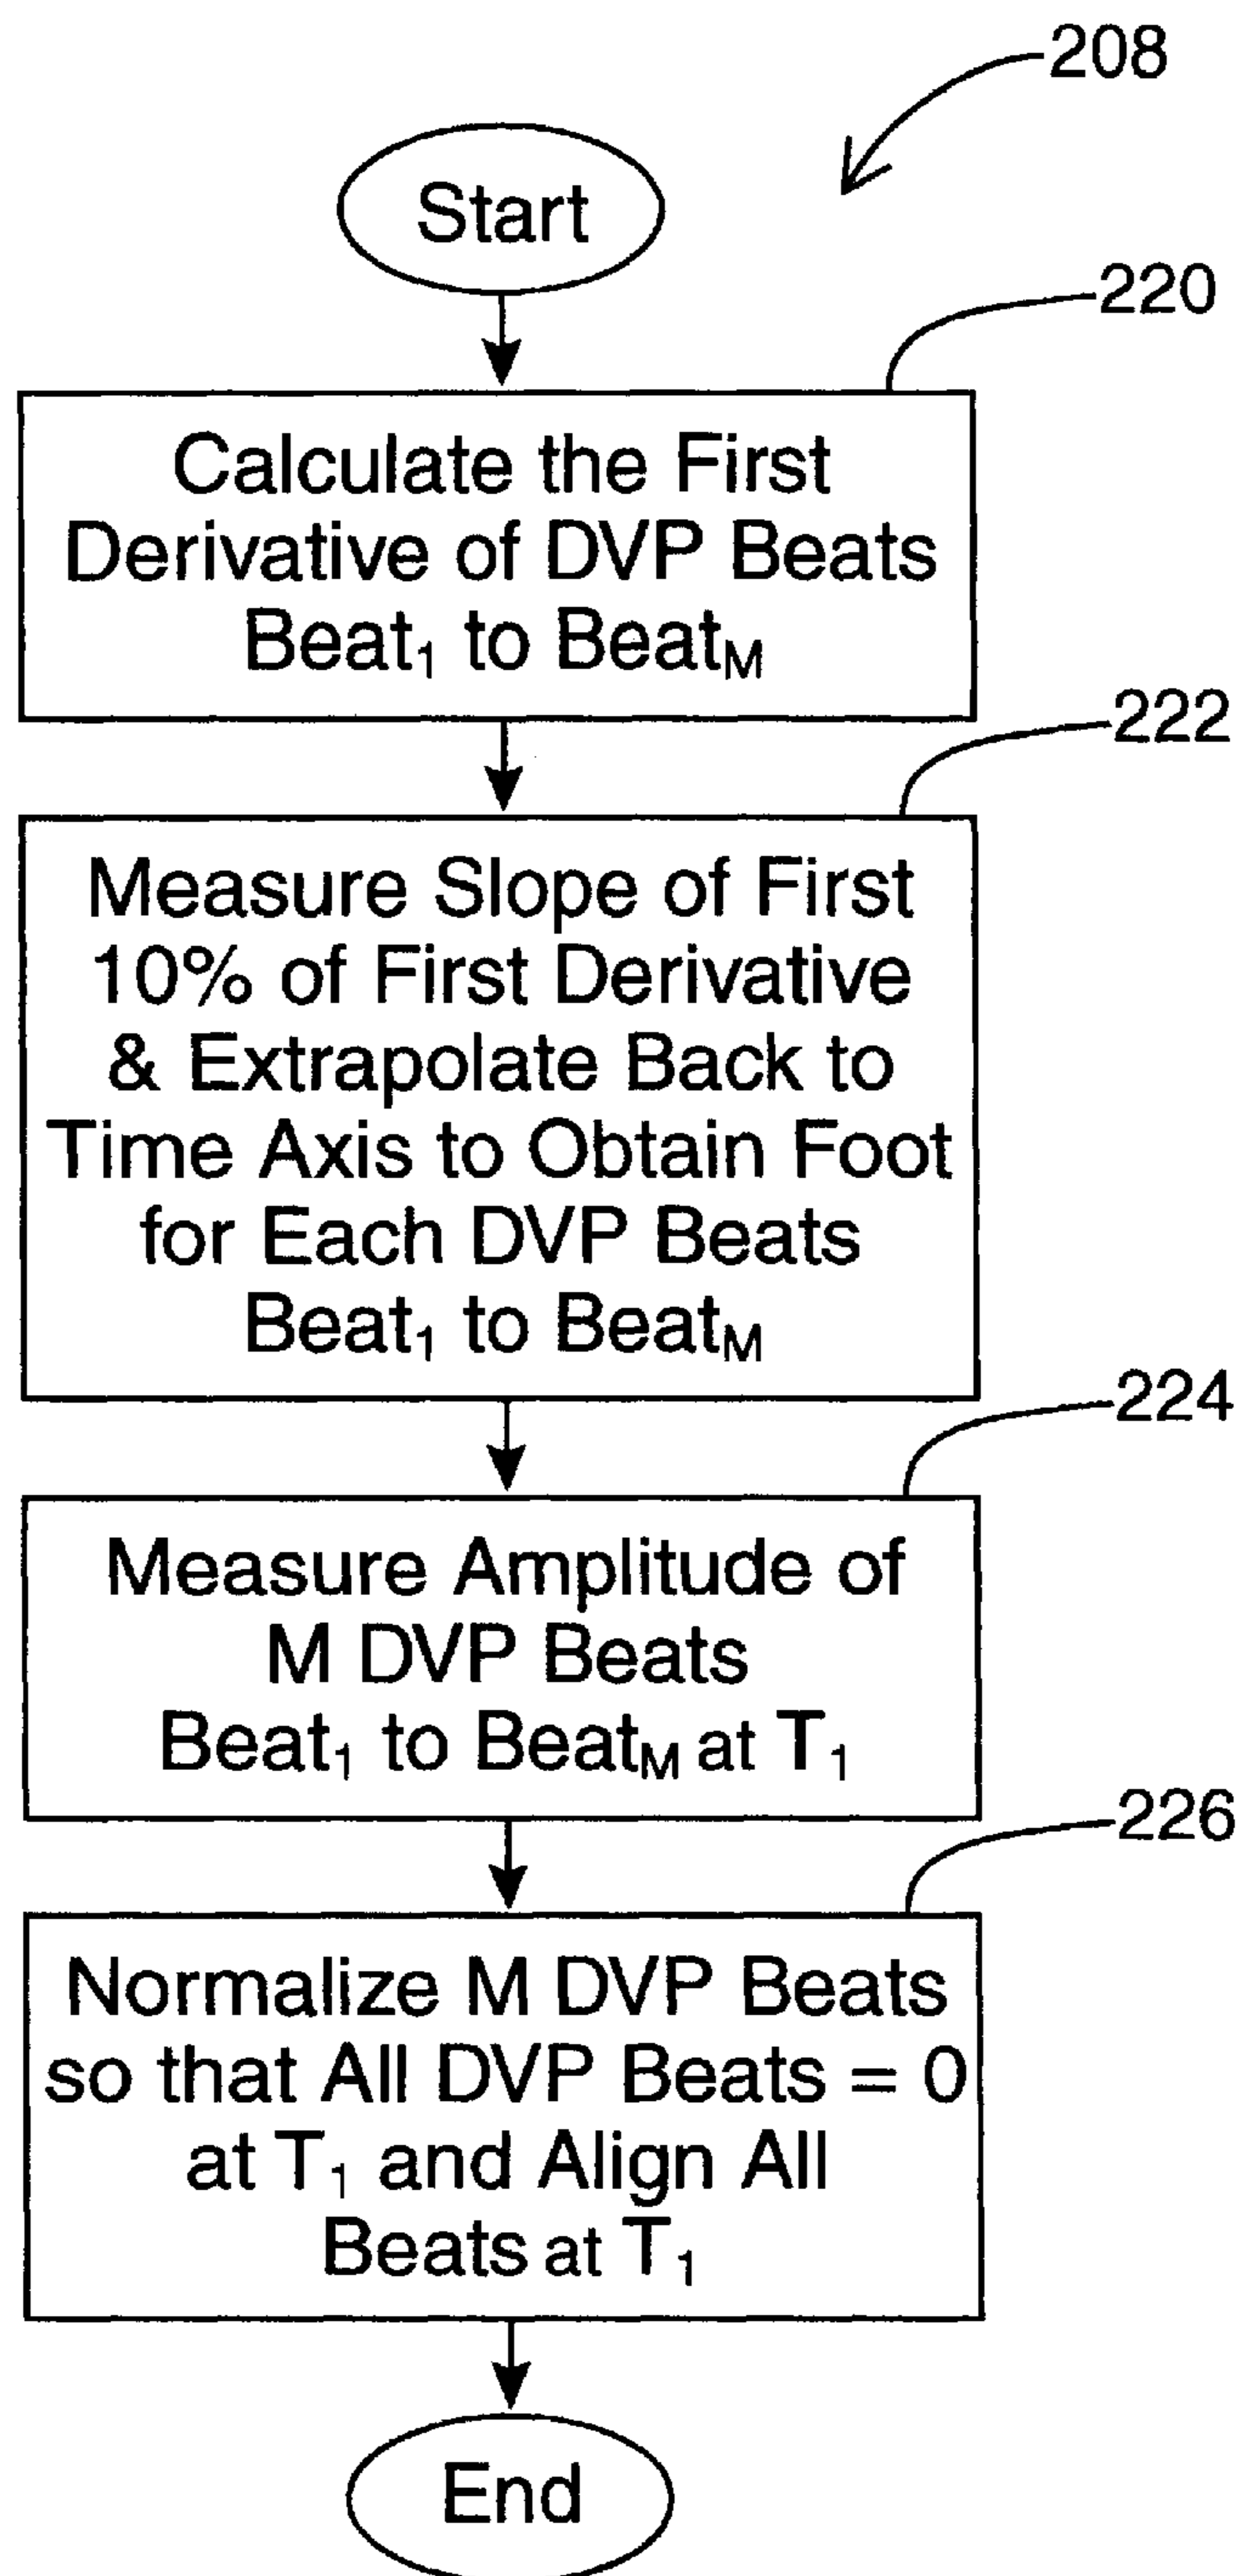 208
Start
220
Calculate the First
Derivative of DVP Beats
Beat₁ to Beat_M
222
Measure Slope of First
10% of First Derivative
& Extrapolate Back to
Time Axis to Obtain Foot
for Each DVP Beats
Beat₁ to Beat_M
224
Measure Amplitude of
M DVP Beats
Beat₁ to Beat_M at T₁
226
Normalize M DVP Beats
so that All DVP Beats = 0
at T₁ and Align All
Beats at T₁
End